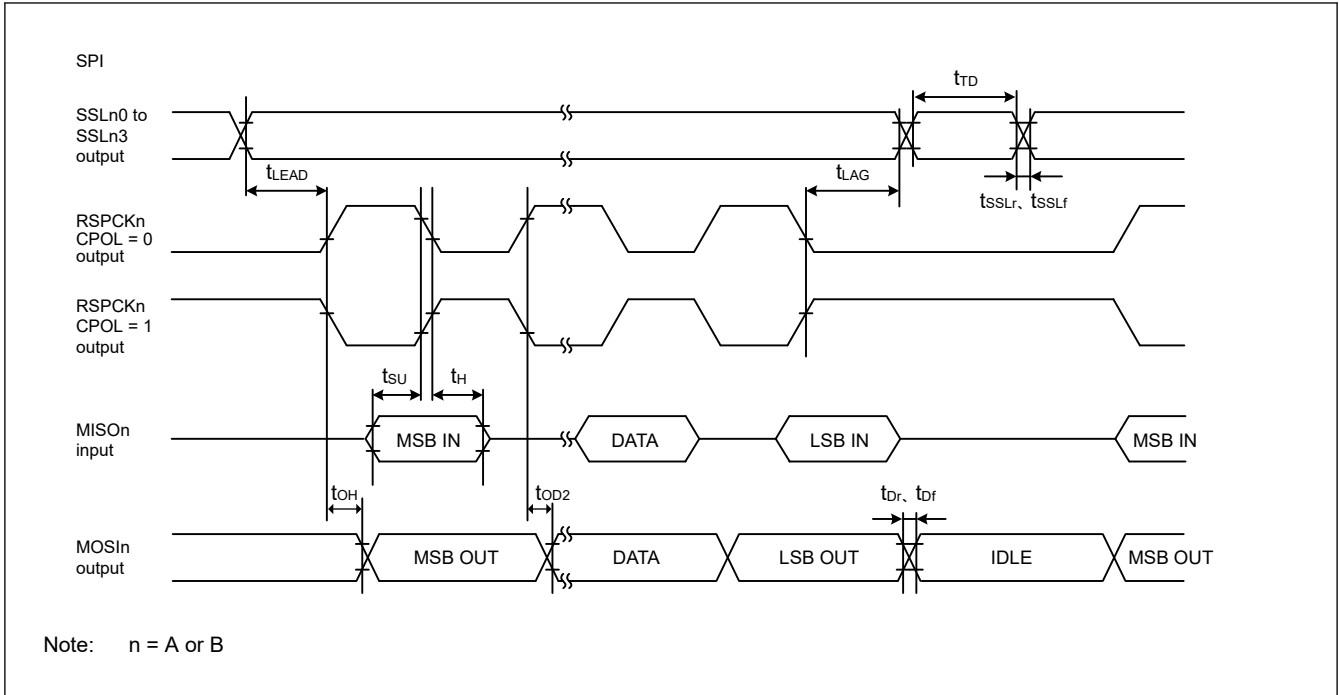 SPI
SSLn0 to
SSLn3
output
tTD
tLEAD
tLAG
tSSLr、tSSLf
RSPCKn
CPOL = 0
output
RSPCKn
CPOL = 1
output
tSU
tH
MISOn
input
MSB IN
DATA
LSB IN
MSB IN
tOH
tOD2
tDr、tDf
MOSIn
output
MSB OUT
DATA
LSB OUT
IDLE
MSB OUT
Note: n = A or B